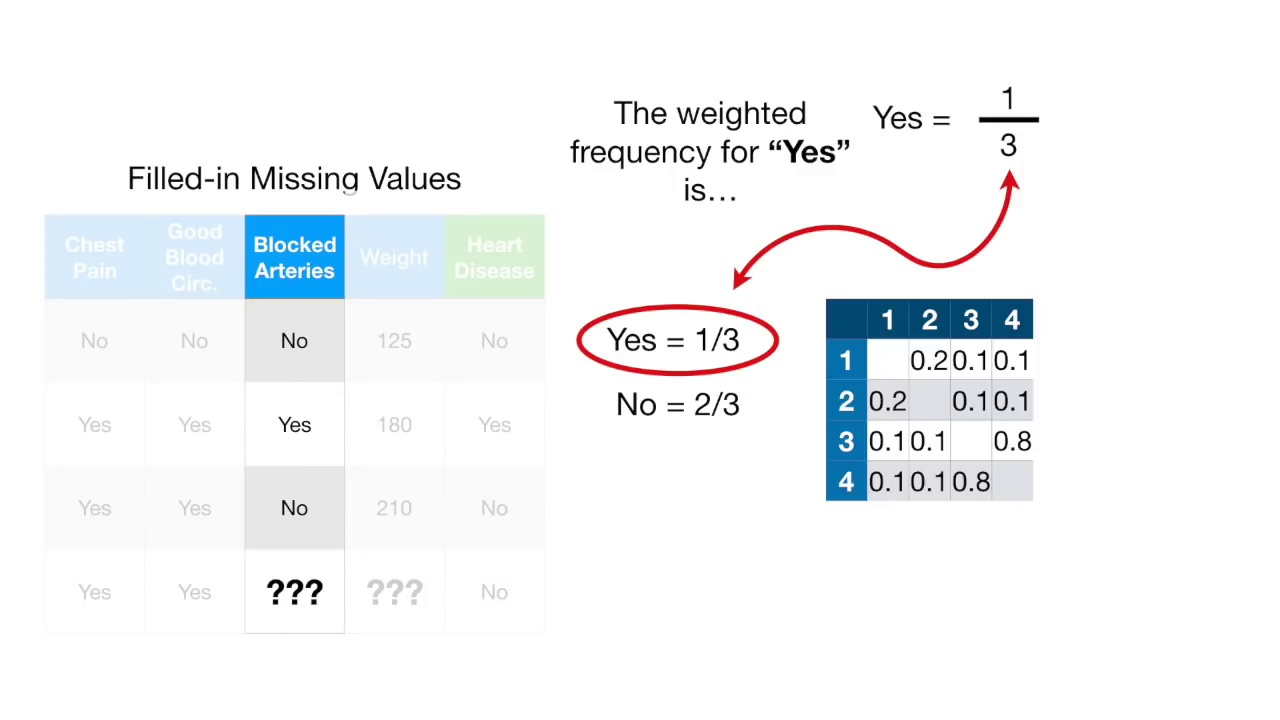 The weighted
frequency for “Yes”
is…
Yes =
1
3
Filled-in Missing Values
Chest Pain Good Blood Circ. Blocked Arteries Weight Heart Disease
No No No 125 No
Yes Yes Yes 180 Yes
Yes Yes No 210 No
Yes Yes ??? ??? No
Yes = 1/3
No = 2/3
1 2 3 4
1 0.2 0.1 0.1
2 0.2 0.1 0.1
3 0.1 0.1 0.8
4 0.1 0.1 0.8